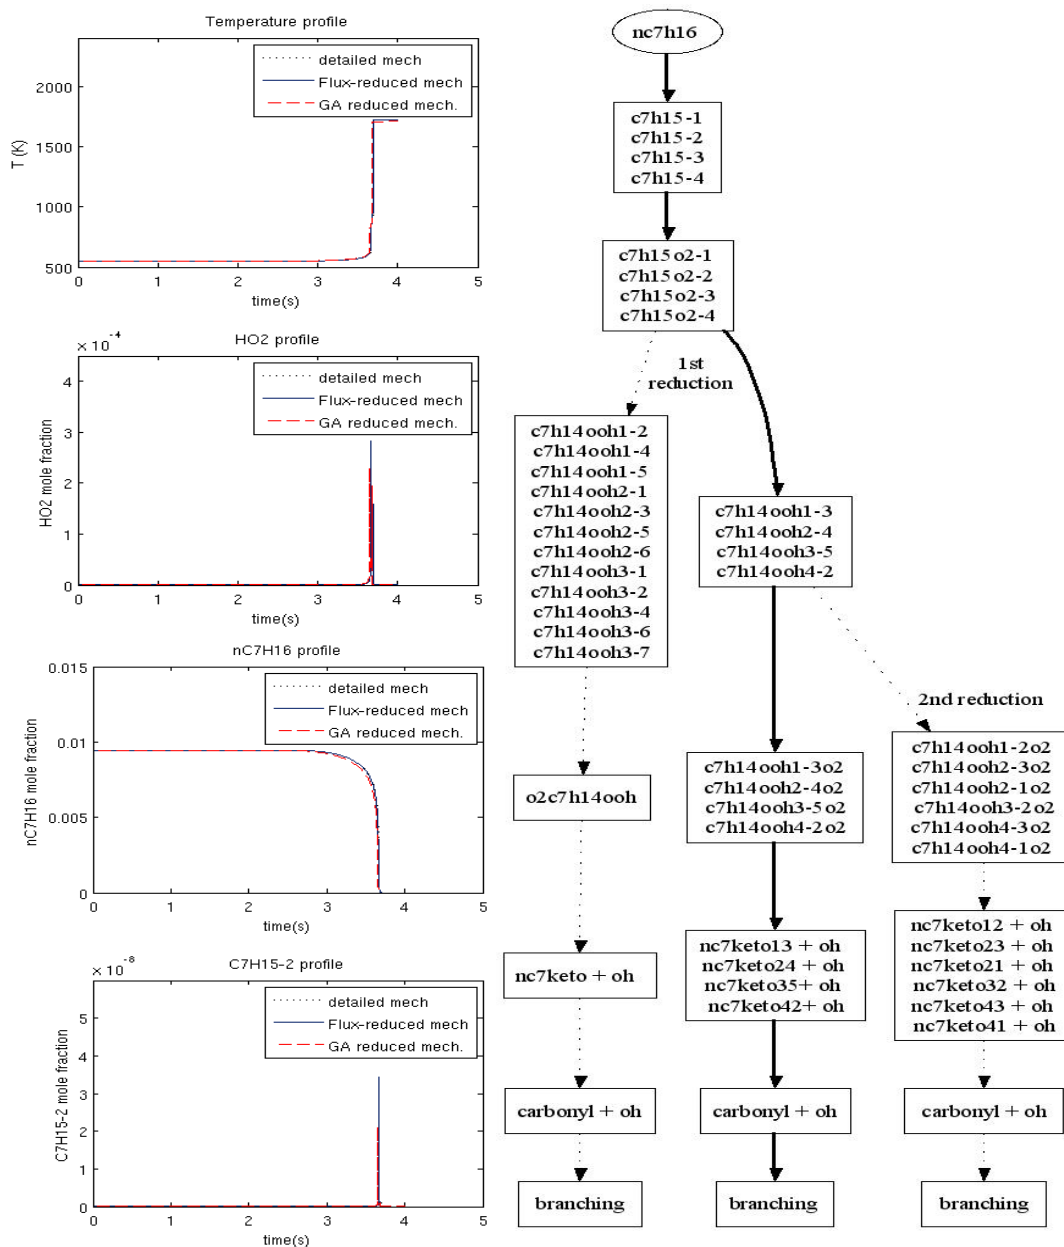 Temperature profile
detailed mech
Flux-reduced mech
GA reduced mech.
2000
1500
1000
500
T (K)
0
1
2
3
4
5
time(s)
× 10 -4
HO2 profile
detailed mech
Flux-reduced mech
GA reduced mech.
4
3
2
1
0
HO2 mole fraction
0
1
2
3
4
5
time(s)
nC7H16 profile
detailed mech
Flux-reduced mech
GA reduced mech.
0.015
0.01
0.005
0
nC7H16 mole fraction
0
1
2
3
4
5
time(s)
× 10 -8
C7H15-2 profile
detailed mech
Flux-reduced mech
GA reduced mech.
5
4
3
2
1
0
C7H15-2 mole fraction
0
1
2
3
4
5
time(s)
nc7h16
c7h15-1
c7h15-2
c7h15-3
c7h15-4
c7h15o2-1
c7h15o2-2
c7h15o2-3
c7h15o2-4
1st
reduction
c7h14ooh1-2
c7h14ooh1-4
c7h14ooh1-5
c7h14ooh2-1
c7h14ooh2-3
c7h14ooh2-5
c7h14ooh2-6
c7h14ooh3-1
c7h14ooh3-2
c7h14ooh3-4
c7h14ooh3-6
c7h14ooh3-7
o2c7h14ooh
nc7keto + oh
carbonyl + oh
branching
c7h14ooh1-3
c7h14ooh2-4
c7h14ooh3-5
c7h14ooh4-2
c7h14ooh1-3o2
c7h14ooh2-4o2
c7h14ooh3-5o2
c7h14ooh4-2o2
nc7keto13 + oh
nc7keto24 + oh
nc7keto35+ oh
nc7keto42+ oh
carbonyl + oh
branching
2nd reduction
c7h14ooh1-2o2
c7h14ooh2-3o2
c7h14ooh2-1o2
c7h14ooh3-2o2
c7h14ooh4-3o2
c7h14ooh4-1o2
nc7keto12 + oh
nc7keto23 + oh
nc7keto21 + oh
nc7keto32 + oh
nc7keto43 + oh
nc7keto41 + oh
carbonyl + oh
branching